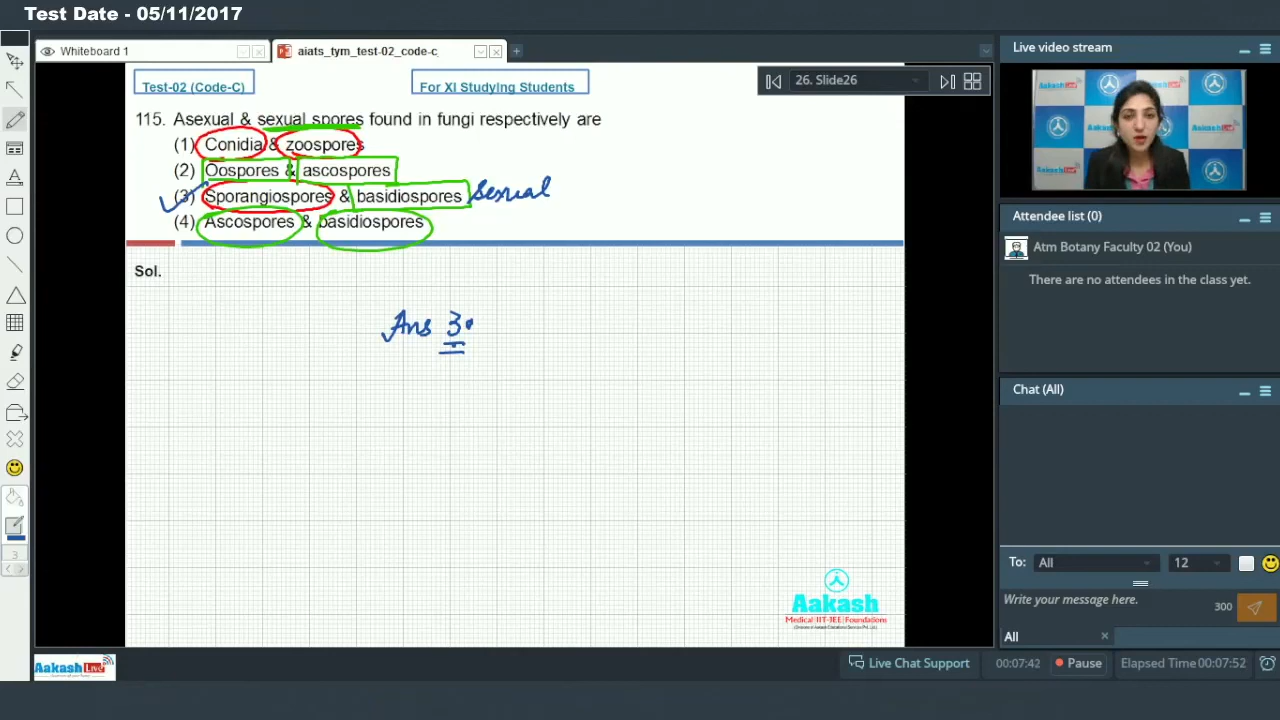 Test Date - 05/11/2017
Whiteboard 1
aiats_tym_test-02_code-c
Live video stream
Test-02 (Code-C)
For XI Studying Students
26. Slide26
115. Asexual & sexual spores found in fungi respectively are
(1) Conidia & zoospores
(2) Oospores & ascospores
(3) Sporangiospores & basidiospores Sexual
(4) Ascospores & basidiospores
Attendee list (0)
Atm Botany Faculty 02 (You)
There are no attendees in the class yet.
Sol.
Ans 3.
Chat (All)
3
To: All 12
Write your message here. 300
All
Aakash
Medical|IIT-JEE|Foundations
Aakash Live
Live Chat Support
00:07:42
Pause
Elapsed Time 00:07:52